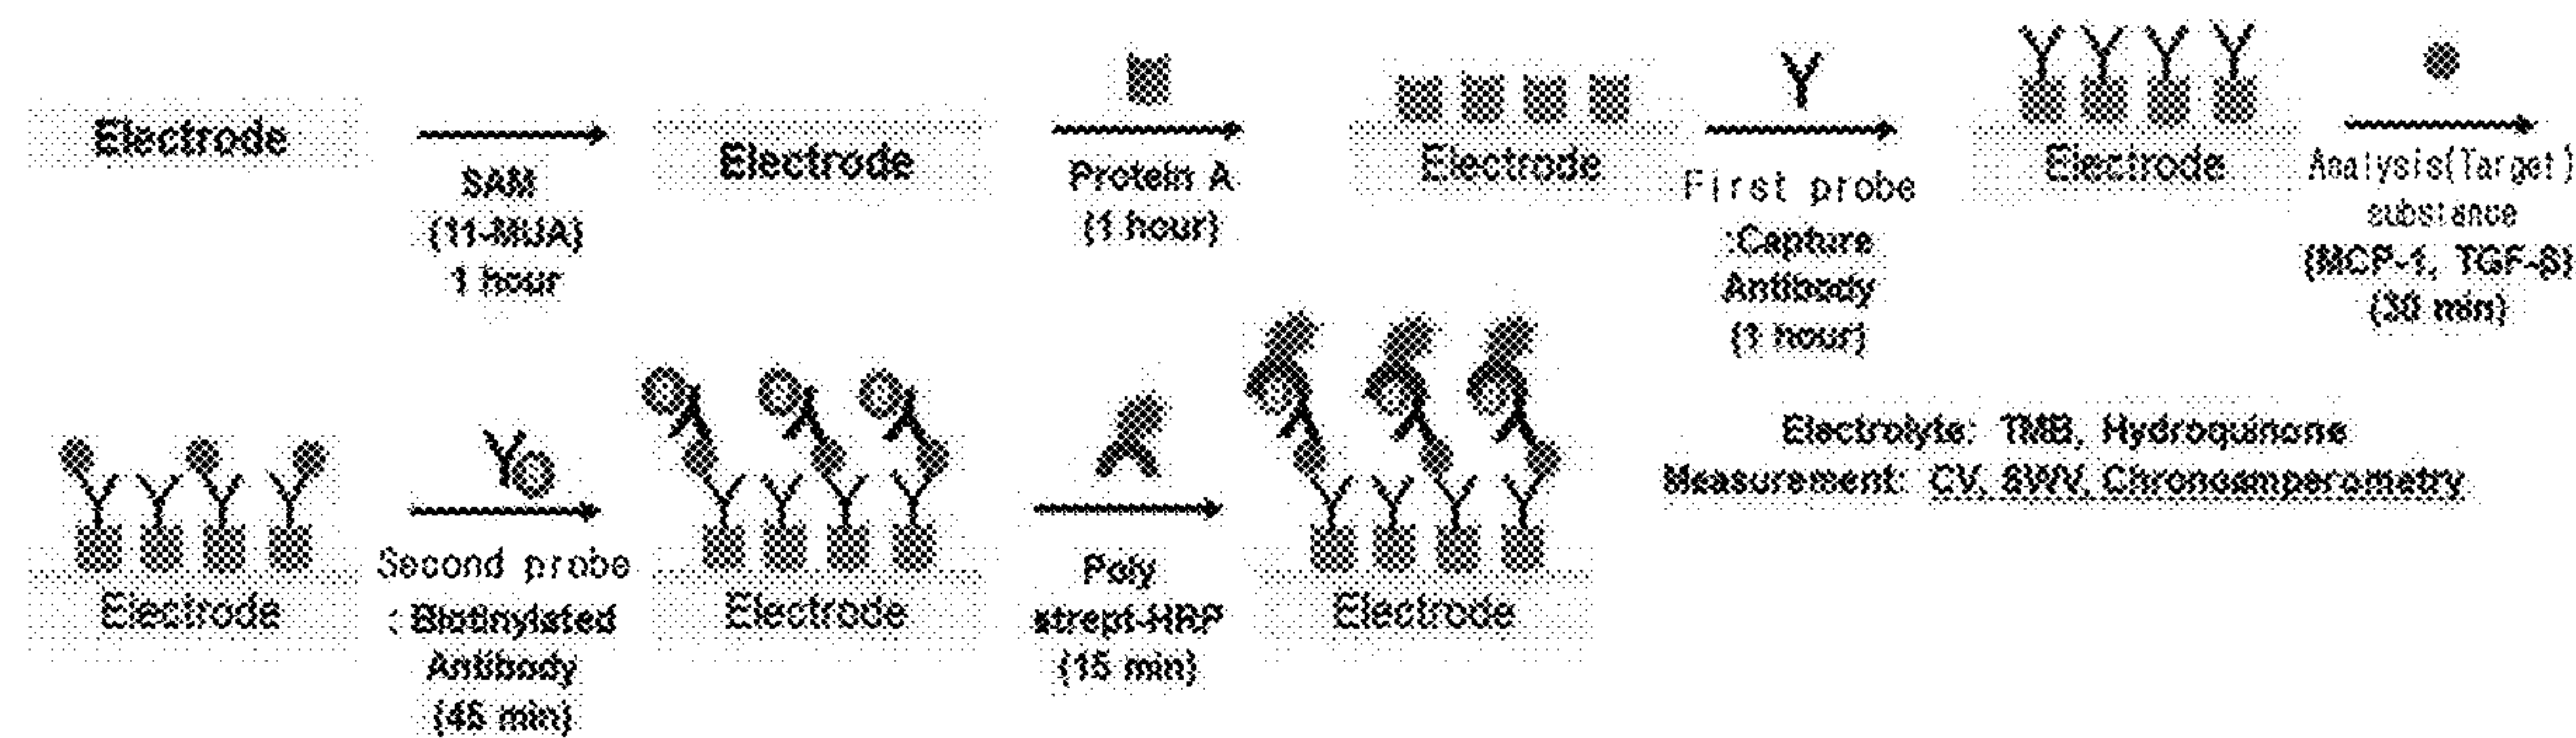 Electrode
SAM
(11-MUA)
1 hour
Electrode
Protein A
(1 hour)
Electrode
First probe
:Capture
Antibody
(1 hour)
Electrode
Analysis(Target)
substance
(MCP-1, TGF-β)
(30 min)
Electrode
Second probe
: Biotinylated
Antibody
(45 min)
Electrode
Poly
strept-HRP
(15 min)
Electrode
Electrolyte: TMB, Hydroquinone
Measurement: CV, SWV, Chronoamperometry